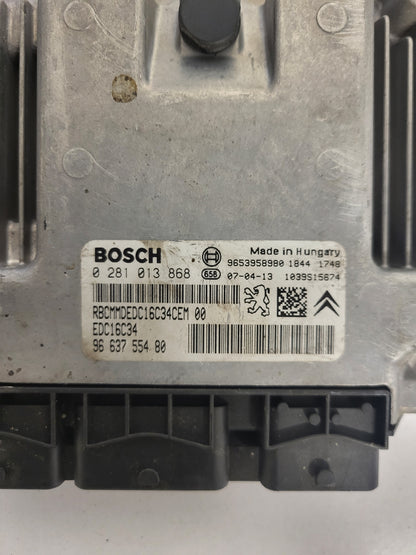 BOSCH
Made in Hungary
9653958980 1844 1748
0 281 013 868
658
07-04-13 1039S15674
RBCMMDEDC16C34CEM 00
EDC16C34
96 637 554 80